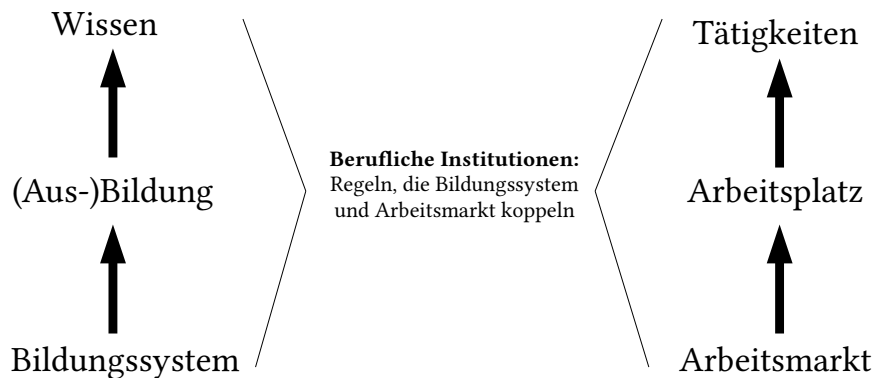 Wissen
(Aus-)Bildung
Bildungssystem
Berufliche Institutionen:
Regeln, die Bildungssystem
und Arbeitsmarkt koppeln
Tätigkeiten
Arbeitsplatz
Arbeitsmarkt